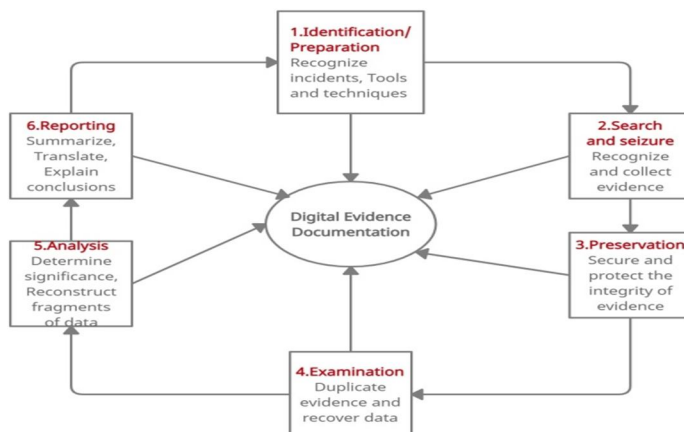 1.Identification/
Preparation
Recognize
incidents, Tools
and techniques
2.Search
and seizure
Recognize
and collect
evidence
3.Preservation
Secure and
protect the
integrity of
evidence
4.Examination
Duplicate
evidence and
recover data
5.Analysis
Determine
significance,
Reconstruct
fragments
of data
6.Reporting
Summarize,
Translate,
Explain
conclusions
Digital Evidence
Documentation